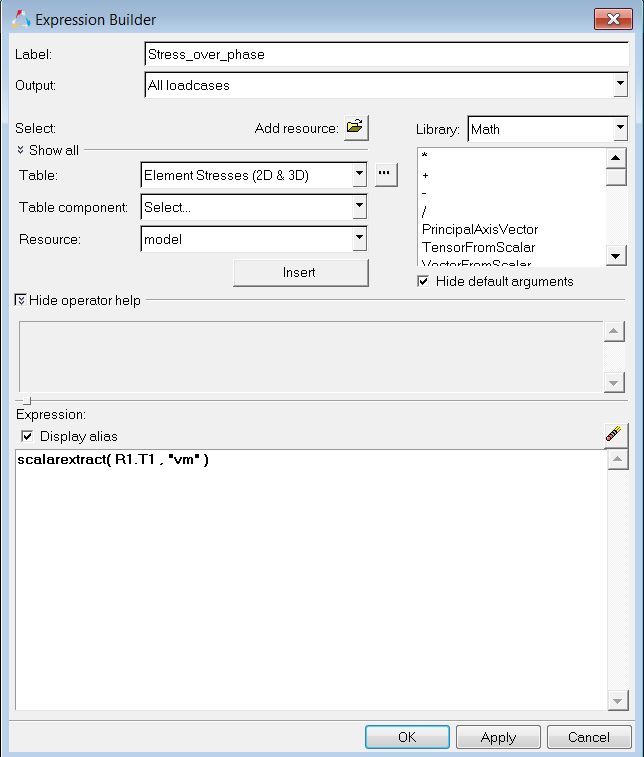 Expression Builder
Label: Stress_over_phase
Output: All loadcases
Select: Add resource: Library: Math
Show all
Table: Element Stresses (2D & 3D) ...
Table component: Select...
Resource: model
Insert
*
+
-
/
PrincipalAxisVector
TensorFromScalar
VectorFromScalar
Hide default arguments
Hide operator help
Expression:
Display alias
scalarextract( R1.T1 , "vm" )
OK Apply Cancel